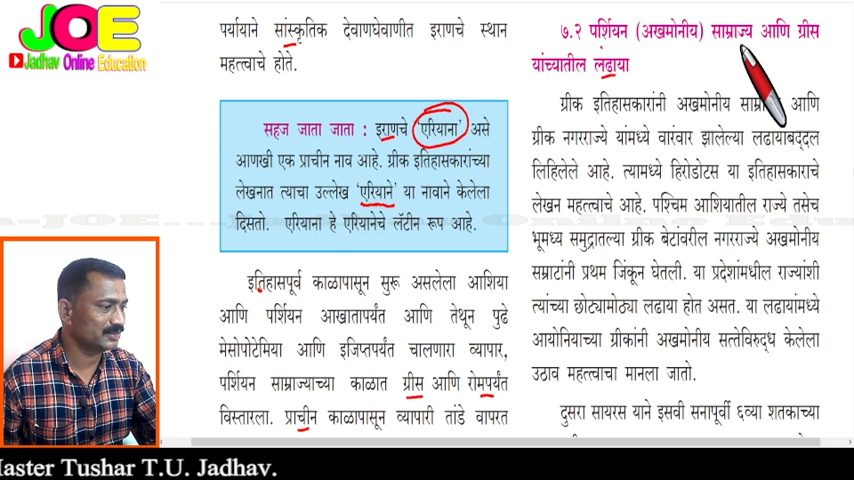 JOE
Jadhav Online Education
पर्यायाने सांस्कृतिक देवाणघेवाणीत इराणचे स्थान
महत्त्वाचे होते.
सहज जाता जाता : इराणचे 'एरियाना' असे
आणखी एक प्राचीन नाव आहे. ग्रीक इतिहासकारांच्या
लेखनात त्याचा उल्लेख 'एरियाने' या नावाने केलेला
दिसतो. एरियाना हे एरियानेचे लॅटीन रूप आहे.
इतिहासपूर्व काळापासून सुरू असलेला आशिया
आणि पर्शियन आखातापर्यंत आणि तेथून पुढे
मेसोपोटेमिया आणि इजिप्तपर्यंत चालणारा व्यापार,
पर्शियन साम्राज्याच्या काळात ग्रीस आणि रोमपर्यंत
विस्तारला. प्राचीन काळापासून व्यापारी तांडे वापरत
७.२ पर्शियन (अखमोनीय) साम्राज्य आणि ग्रीस
यांच्यातील लढाया
ग्रीक इतिहासकारांनी अखमोनीय आणि
ग्रीक नगरराज्ये यांमध्ये वारंवार झालेल्या लढायाबद्दल
लिहिलेले आहे. त्यामध्ये हिरोडोटस या इतिहासकाराचे
लेखन महत्त्वाचे आहे. पश्चिम आशियातील राज्ये तसेच
भूमध्य समुद्रातल्या ग्रीक बेटांवरील नगरराज्ये अखमोनीय
सम्राटांनी प्रथम जिंकून घेतली. या प्रदेशांमधील राज्यांशी
त्यांच्या छोट्यामोठ्या लढाया होत असत. या लढायांमध्ये
आयोनियाच्या ग्रीकांनी अखमोनीय सत्तेविरुद्ध केलेला
उठाव महत्वाचा मानला जातो.
दुसरा सायरस याने इसवी सनापूर्वी ६व्या शतकाच्या
Master Tushar T.U. Jadhav.